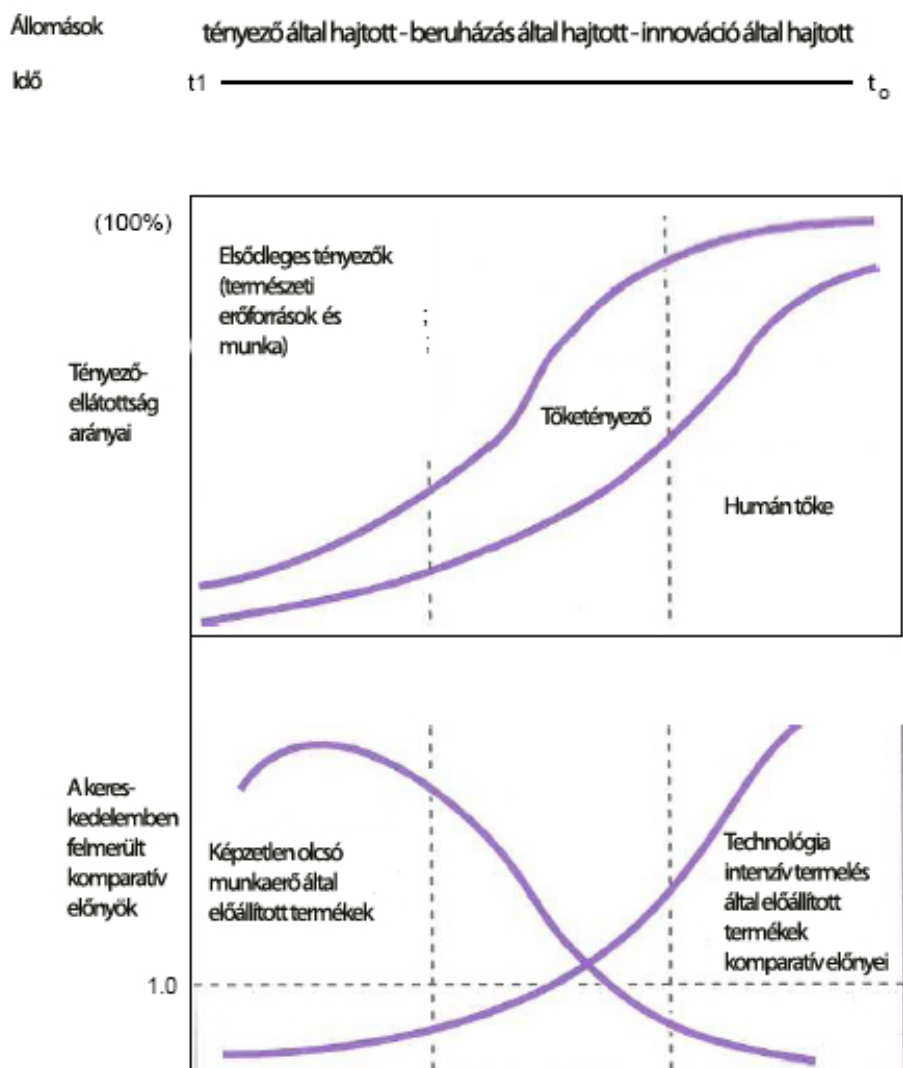 Állomások
tényező által hajtott - beruházás által hajtott - innováció által hajtott
Idő
t1
t₀
(100%)
Elsődleges tényezők
(természeti
erőforrások és
munka)
Tényező-
ellátottság
arányai
Tőketényező
Humán tőke
A keres-
kedelemben
felmerült
komparatív
előnyök
Képzetlen olcsó
munkaerő által
előállított termékek
Technológia
intenzív termelés
által előállított
termékek
komparatív előnyei
1.0